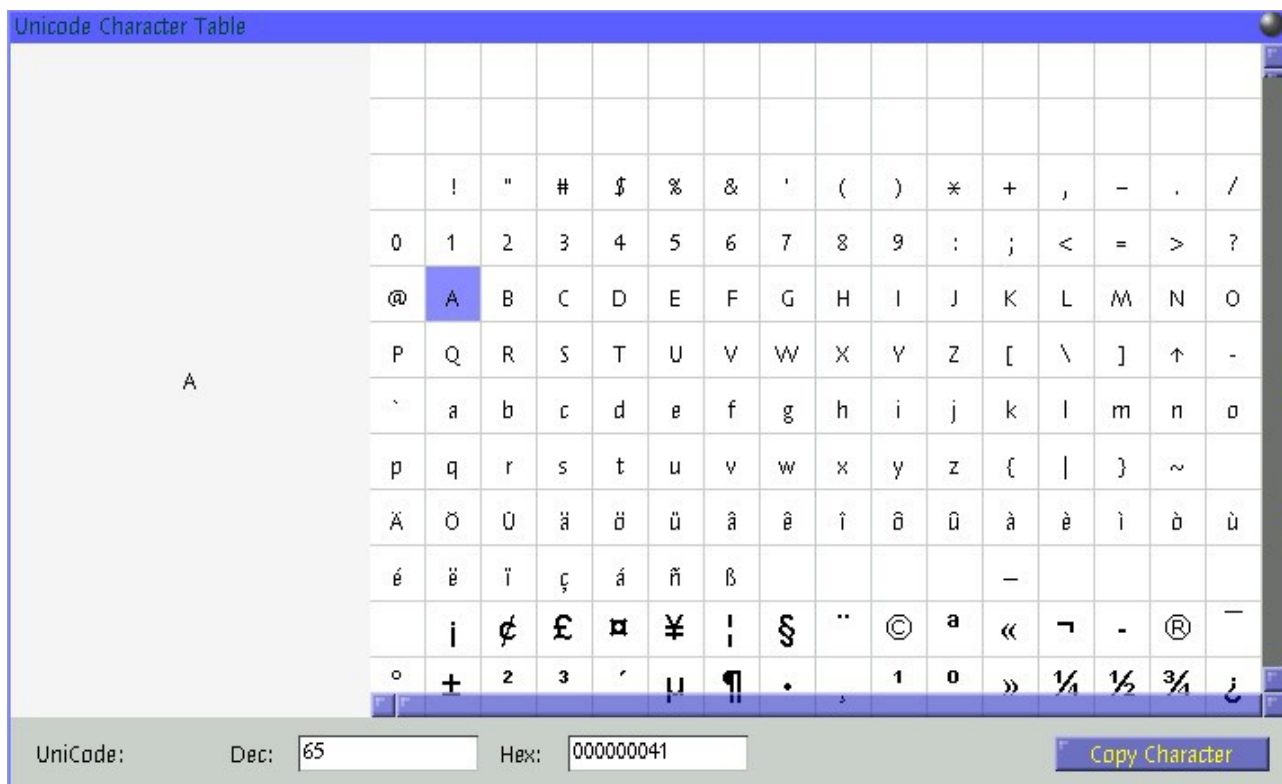 Unicode Character Table
! " # $ % & ' ( ) * + , - . /
0 1 2 3 4 5 6 7 8 9 : ; < = > ?
@ A B C D E F G H I J K L M N O
P Q R S T U V W X Y Z [ \ ] ↑ -
A
` a b c d e f g h i j k l m n o
p q r s t u v w x y z { | } ~
Ä Ö Ü ä ö ü â ê î ô û à è ì ò ù
é ë ï ç á ñ ß —
¡ ¢ £ ¤ ¥ ¦ § ¨ © ª « ¬ - ® ¯
° ± ² ³ ´ µ ¶ · ¸ ¹ º » ¼ ½ ¾ ¿
UniCode: Dec: 65 Hex: 000000041 Copy Character